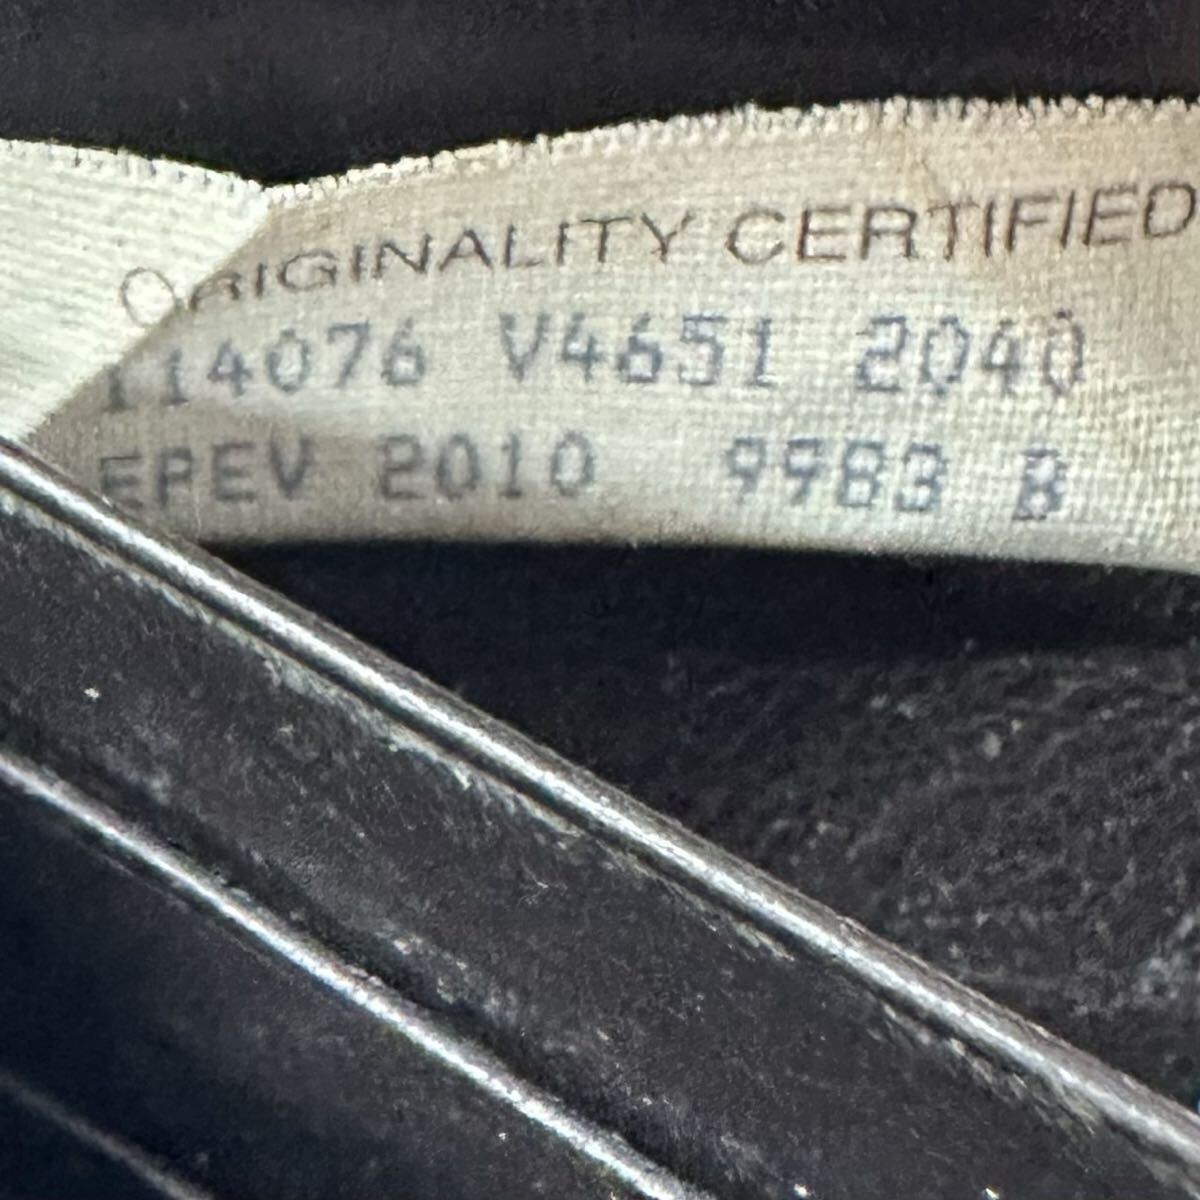 ORIGINALITY CERTIFIED
114076 V4651 2040
EPEV 2010 9983 B